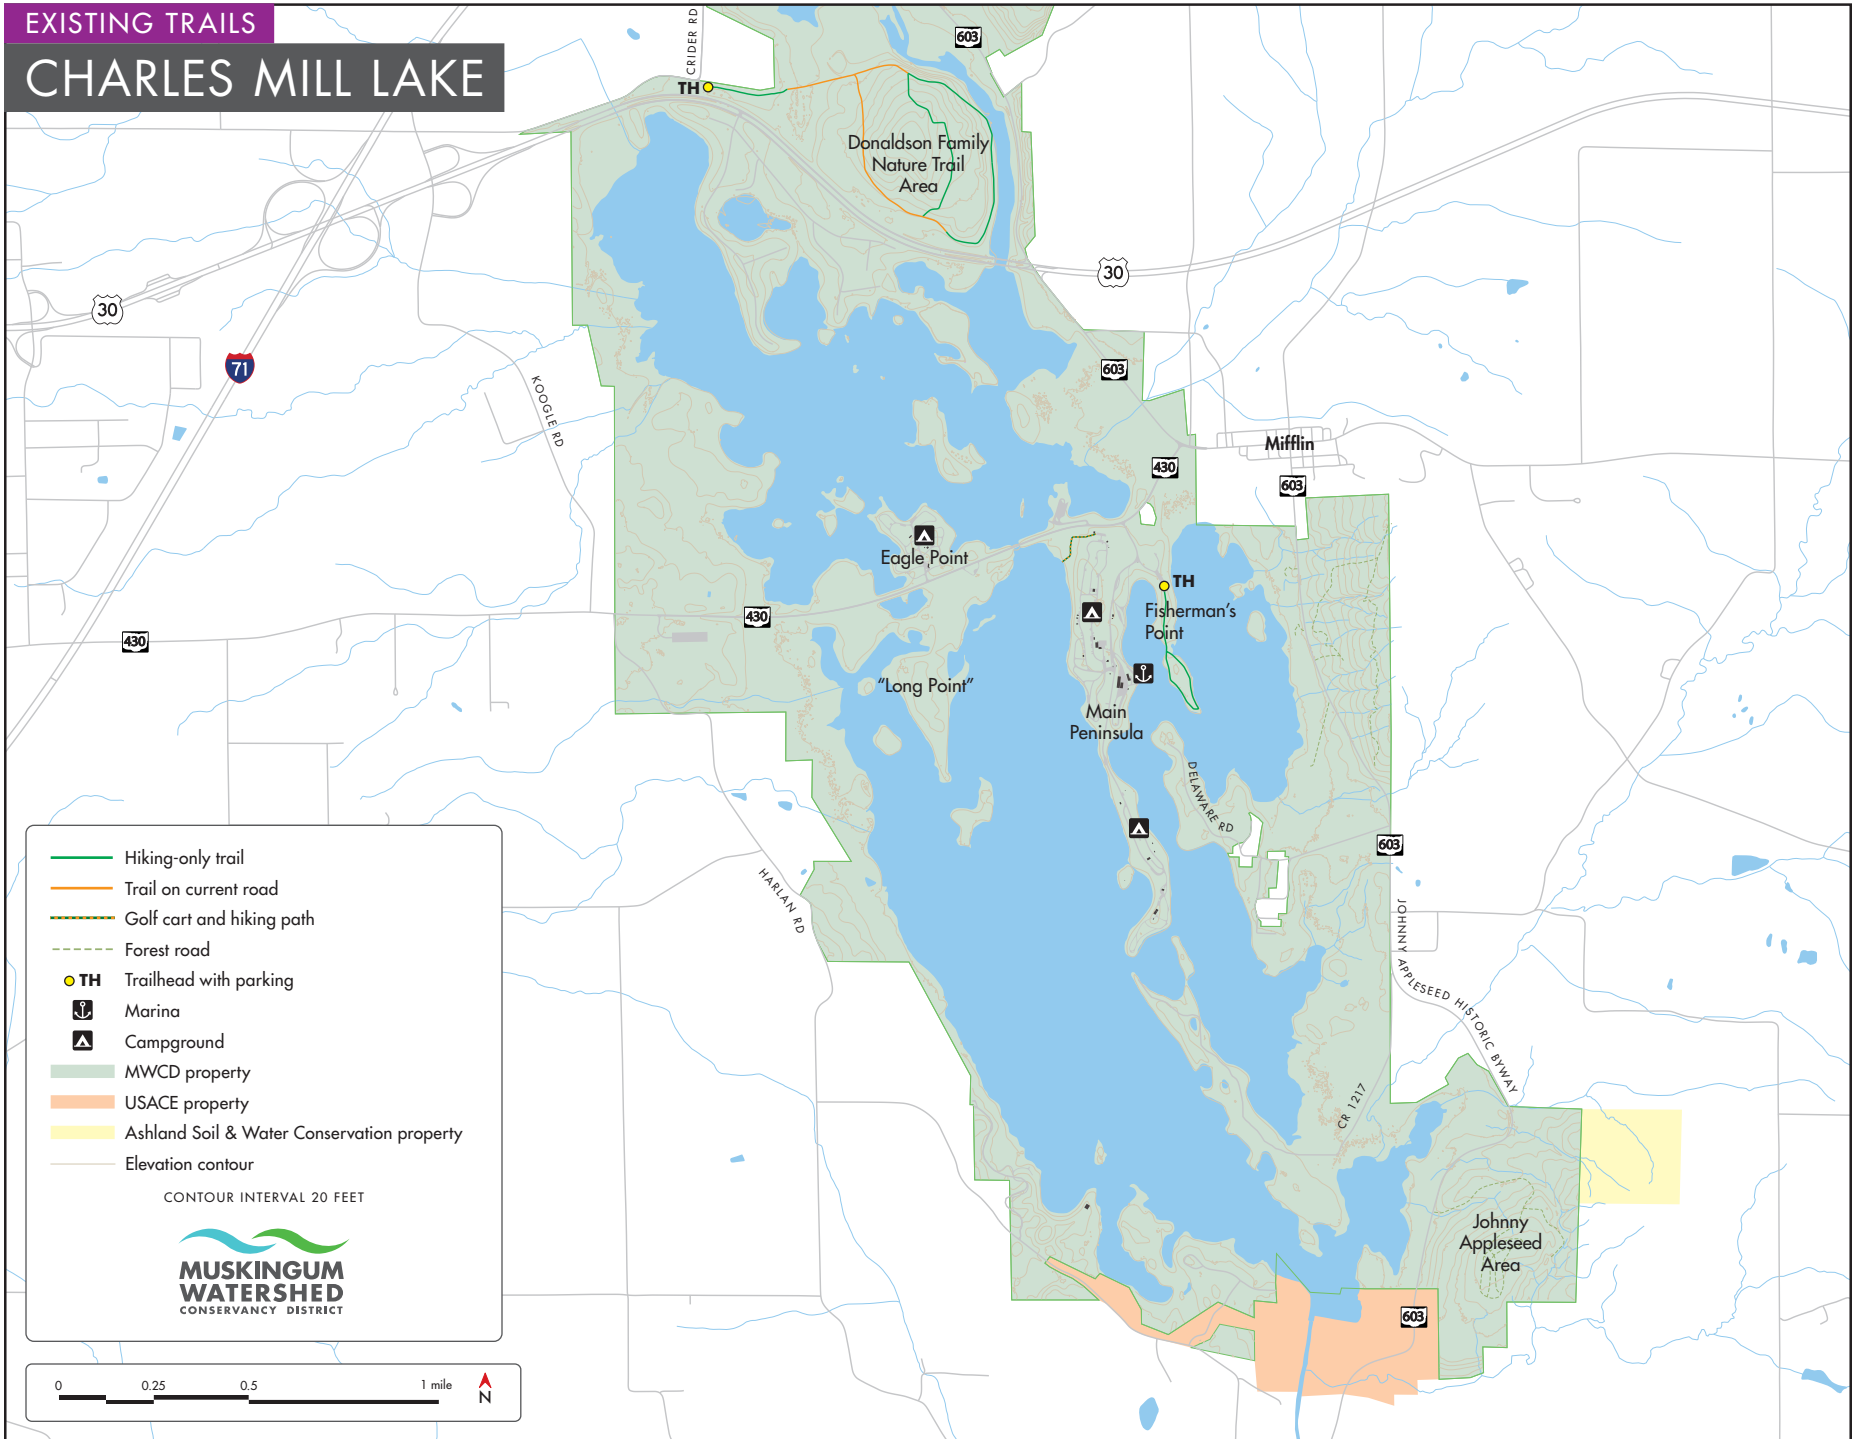 EXISTING TRAILS
CHARLES MILL LAKE
CRIDER RD
603
TH
Donaldson Family
Nature Trail
Area
30
30
71
603
KOOGLE RD
Mifflin
430
603
Eagle Point
TH
Fisherman's
Point
430
430
"Long Point"
Main
Peninsula
DELAWARE RD
603
HARLAN RD
JOHNNY APPLESEED HISTORIC BYWAY
CR 1217
Johnny
Appleseed
Area
603
Hiking-only trail
Trail on current road
Golf cart and hiking path
Forest road
TH Trailhead with parking
Marina
Campground
MWCD property
USACE property
Ashland Soil & Water Conservation property
Elevation contour
CONTOUR INTERVAL 20 FEET
MUSKINGUM
WATERSHED
CONSERVANCY DISTRICT
0 0.25 0.5 1 mile
N